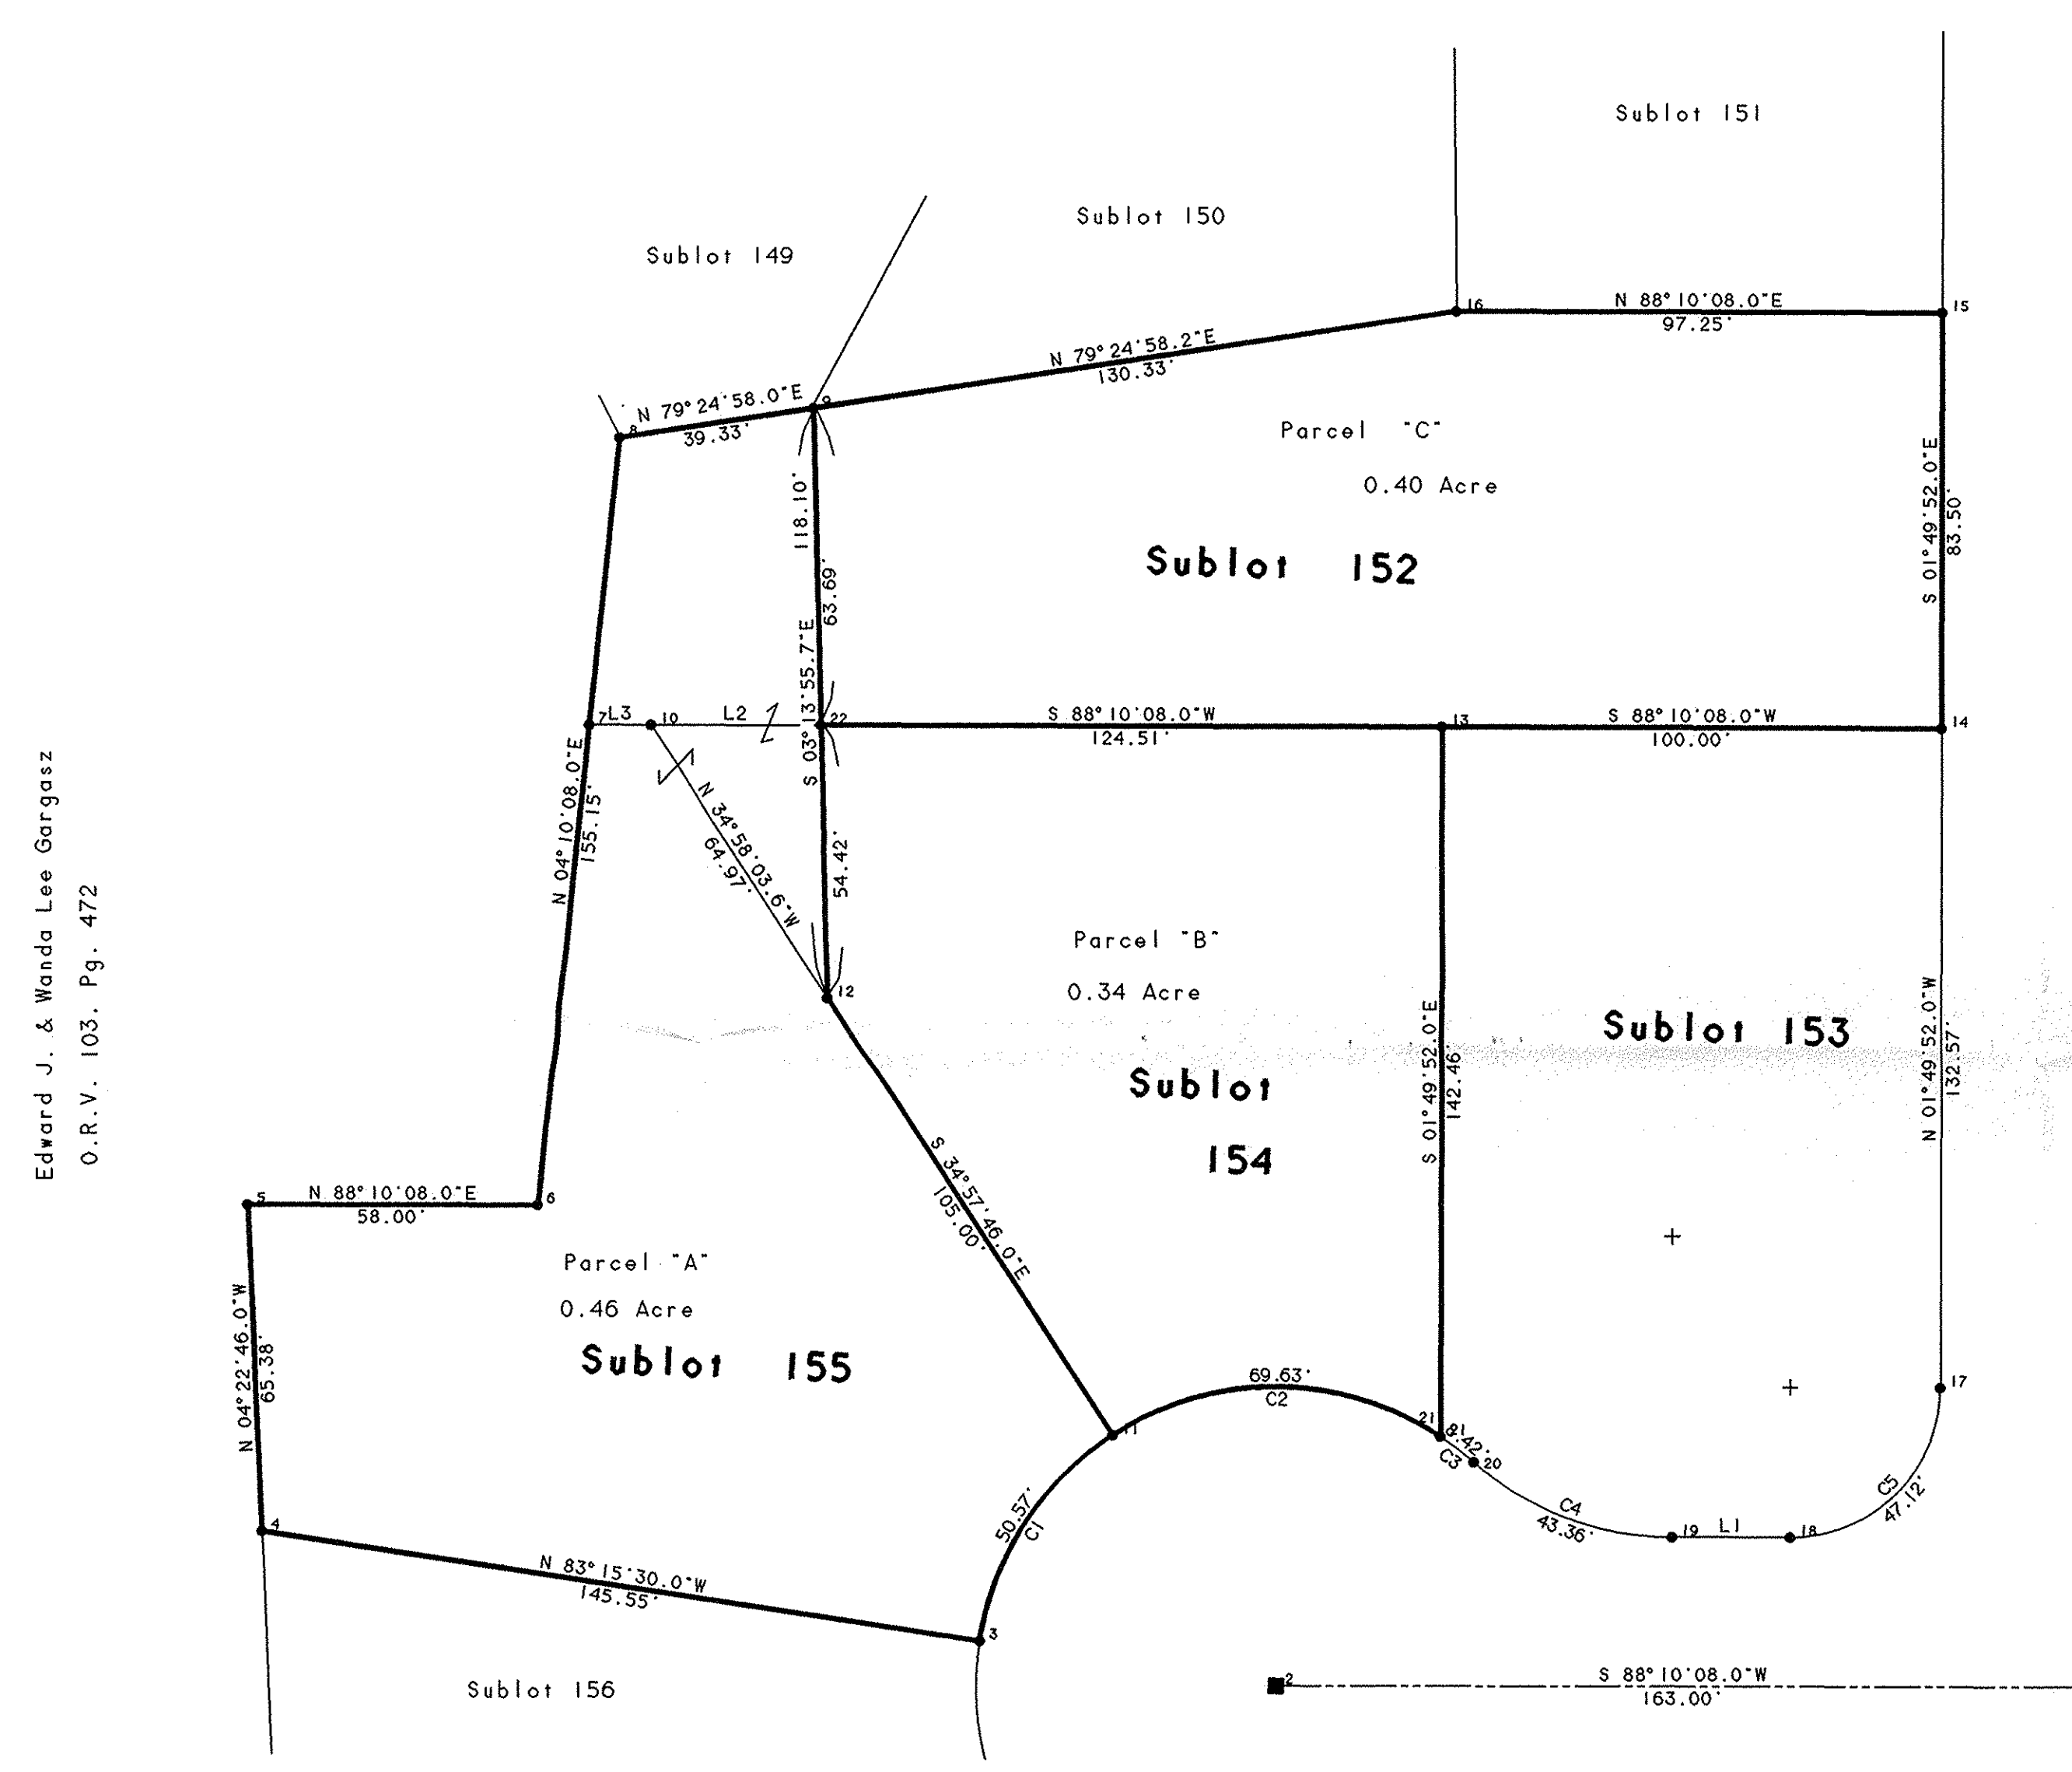 Sublot 151
Sublot 150
Sublot 149
N 88°10'08.0"E
97.25'
16
15
N 79°24'58.2"E
130.33'
N 79°24'58.0"E
39.33'
8
9
Parcel "C"
0.40 Acre
Sublot 152
118.10'
63.69'
S 03°13'55.7"E
S 01°49'52.0"E
83.50'
7
L3
10
L2
22
S 88°10'08.0"W
124.51'
13
S 88°10'08.0"W
100.00'
14
N 04°10'08.0"E
155.15'
N 34°58'03.6"W
64.97'
54.42'
12
Edward J. & Wanda Lee Gargasz
O.R.V. 103. Pg. 472
Parcel "B"
0.34 Acre
Sublot
154
S 01°49'52.0"E
142.46'
Sublot 153
N 01°49'52.0"W
132.57'
S 34°57'46.0"E
105.00'
5
N 88°10'08.0"E
58.00'
6
Parcel "A"
0.46 Acre
Sublot 155
N 04°22'46.0"W
65.38'
69.63'
C2
11
21
8.42'
C3
20
17
C4
43.36'
19
L1
18
C5
47.12'
50.57'
C1
4
N 83°15'30.0"W
145.55'
3
Sublot 156
2
S 88°10'08.0"W
163.00'